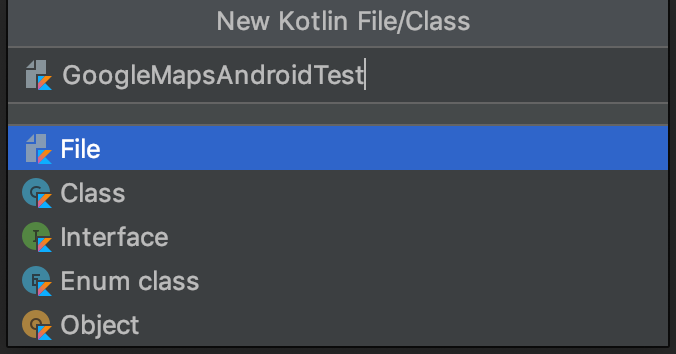 New Kotlin File/Class
GoogleMapsAndroidTest
File
Class
Interface
Enum class
Object